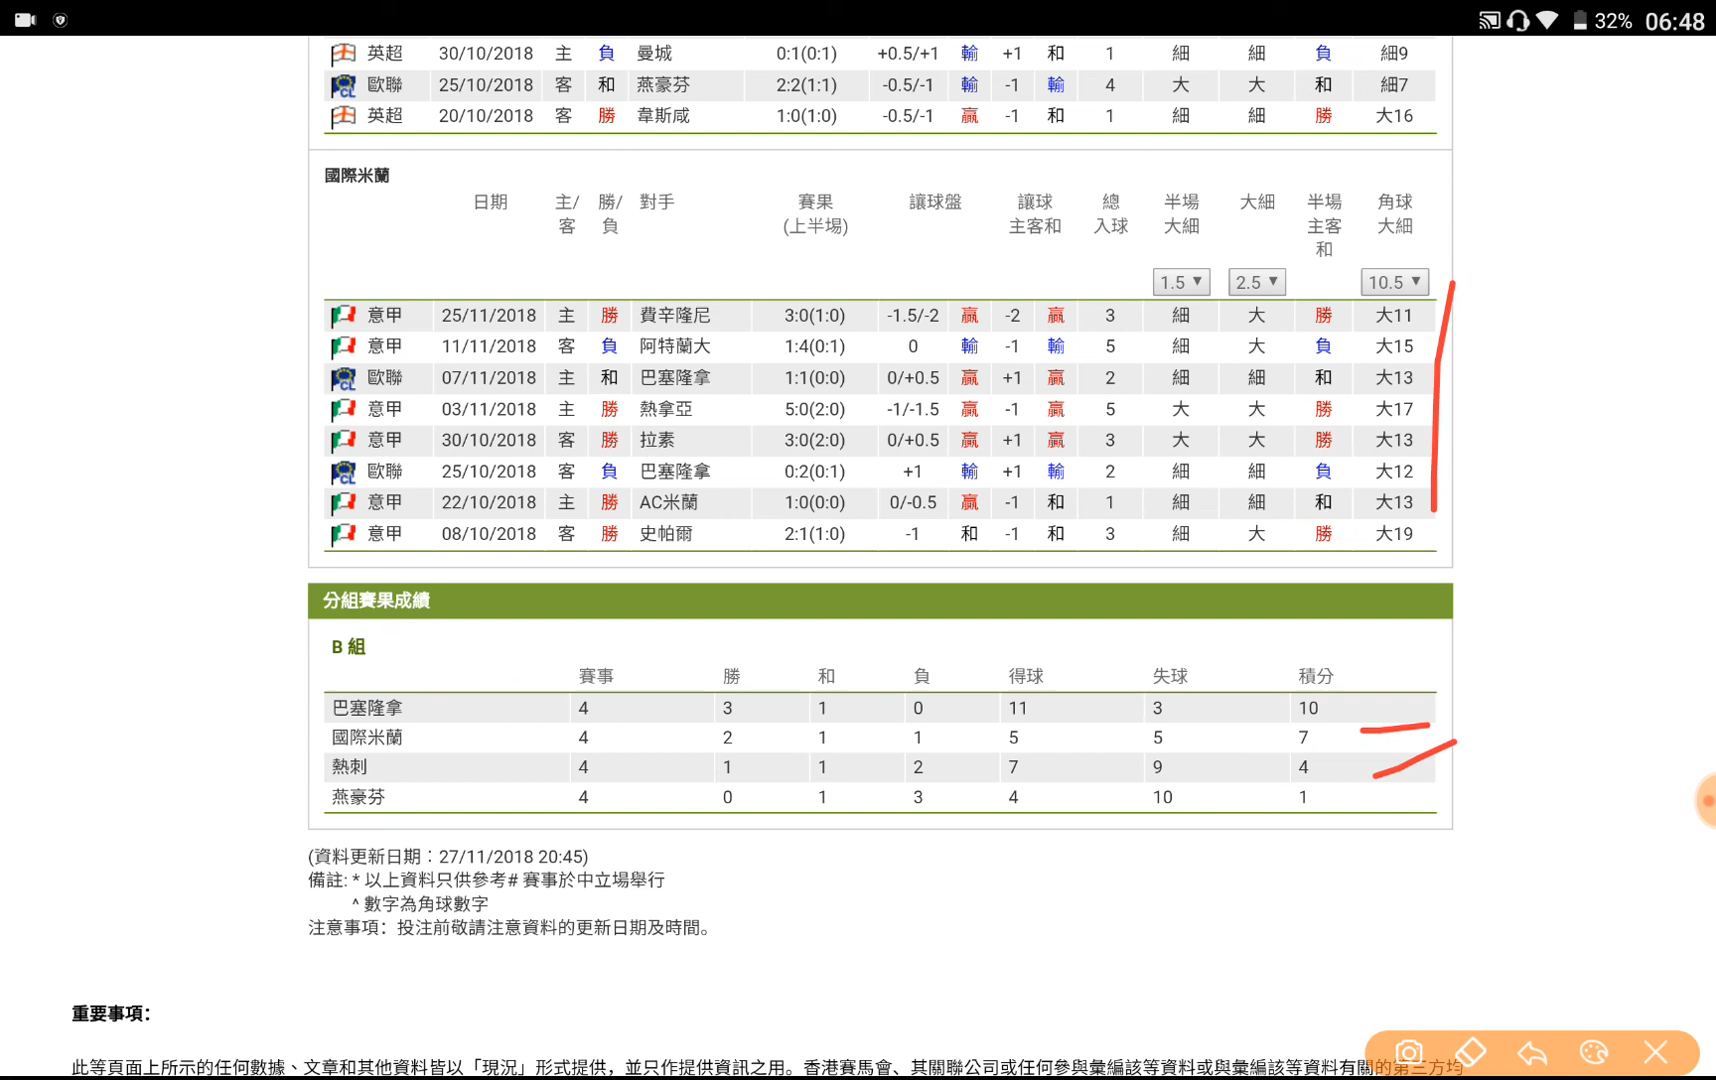 32% 06:48
英超 30/10/2018 主 負 曼城 0:1(0:1) +0.5/+1 輸 +1 和 1 細 細 負 細9
歐聯 25/10/2018 客 和 燕豪芬 2:2(1:1) -0.5/-1 輸 -1 輸 4 大 大 和 細7
英超 20/10/2018 客 勝 韋斯咸 1:0(1:0) -0.5/-1 贏 -1 和 1 細 細 勝 大16
國際米蘭
日期 主/客 勝/負 對手 賽果(上半場) 讓球盤 讓球主客和 總入球 半場大細 大細 半場主客和 角球大細
1.5 2.5 10.5
意甲 25/11/2018 主 勝 費辛隆尼 3:0(1:0) -1.5/-2 贏 -2 贏 3 細 大 勝 大11
意甲 11/11/2018 客 負 阿特蘭大 1:4(0:1) 0 輸 -1 輸 5 細 大 負 大15
歐聯 07/11/2018 主 和 巴塞隆拿 1:1(0:0) 0/+0.5 贏 +1 贏 2 細 細 和 大13
意甲 03/11/2018 主 勝 熱拿亞 5:0(2:0) -1/-1.5 贏 -1 贏 5 大 大 勝 大17
意甲 30/10/2018 客 勝 拉素 3:0(2:0) 0/+0.5 贏 +1 贏 3 大 大 勝 大13
歐聯 25/10/2018 客 負 巴塞隆拿 0:2(0:1) +1 輸 +1 輸 2 細 細 負 大12
意甲 22/10/2018 主 勝 AC米蘭 1:0(0:0) 0/-0.5 贏 -1 和 1 細 細 和 大13
意甲 08/10/2018 客 勝 史帕爾 2:1(1:0) -1 和 -1 和 3 細 大 勝 大19
分組賽果成績
B 組
賽事 勝 和 負 得球 失球 積分
巴塞隆拿 4 3 1 0 11 3 10
國際米蘭 4 2 1 1 5 5 7
熱刺 4 1 1 2 7 9 4
燕豪芬 4 0 1 3 4 10 1
(資料更新日期：27/11/2018 20:45)
備註: * 以上資料只供參考# 賽事於中立場舉行
^ 數字為角球數字
注意事項：投注前敬請注意資料的更新日期及時間。
重要事項：
此等頁面上所示的任何數據、文章和其他資料皆以「現況」形式提供，並只作提供資訊之用。香港賽馬會、其關聯公司或任何參與彙編該等資料或與彙編該等資料有關的第三方均